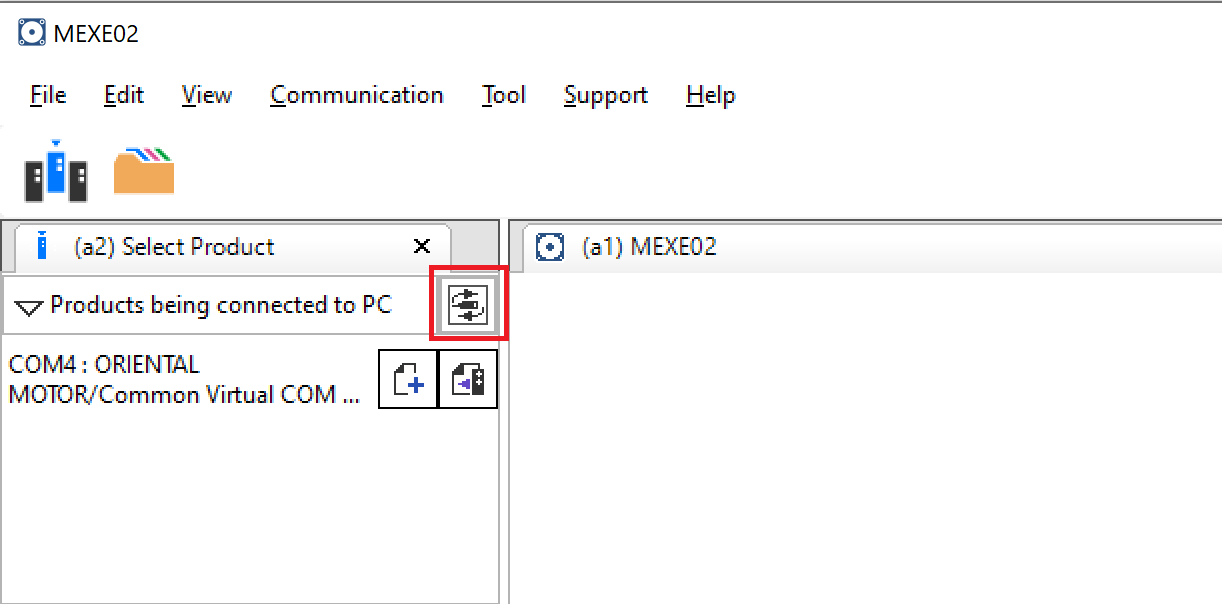 MEXE02
File Edit View Communication Tool Support Help
(a2) Select Product
(a1) MEXE02
Products being connected to PC
COM4 : ORIENTAL
MOTOR/Common Virtual COM ...